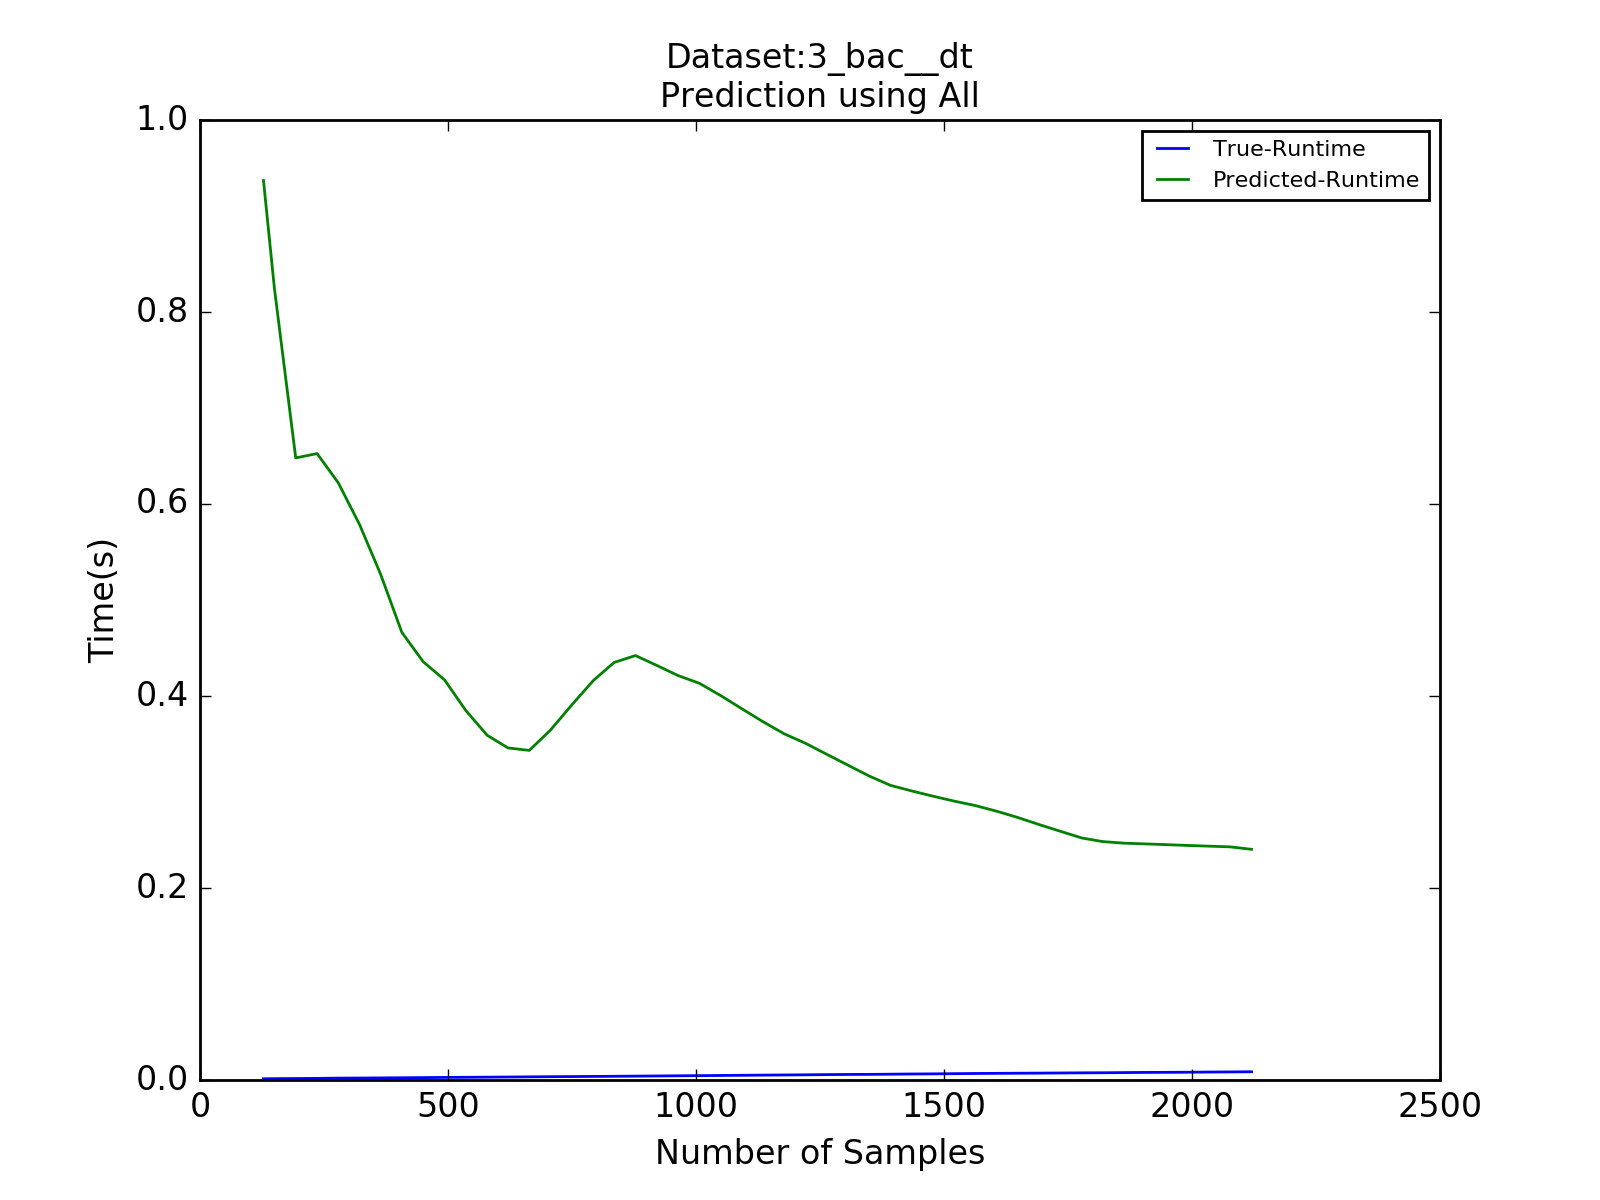 Dataset:3_bac__dt
Prediction using All
1.0
0.8
0.6
0.4
0.2
0.0
Time(s)
True-Runtime
Predicted-Runtime
0 500 1000 1500 2000 2500
Number of Samples